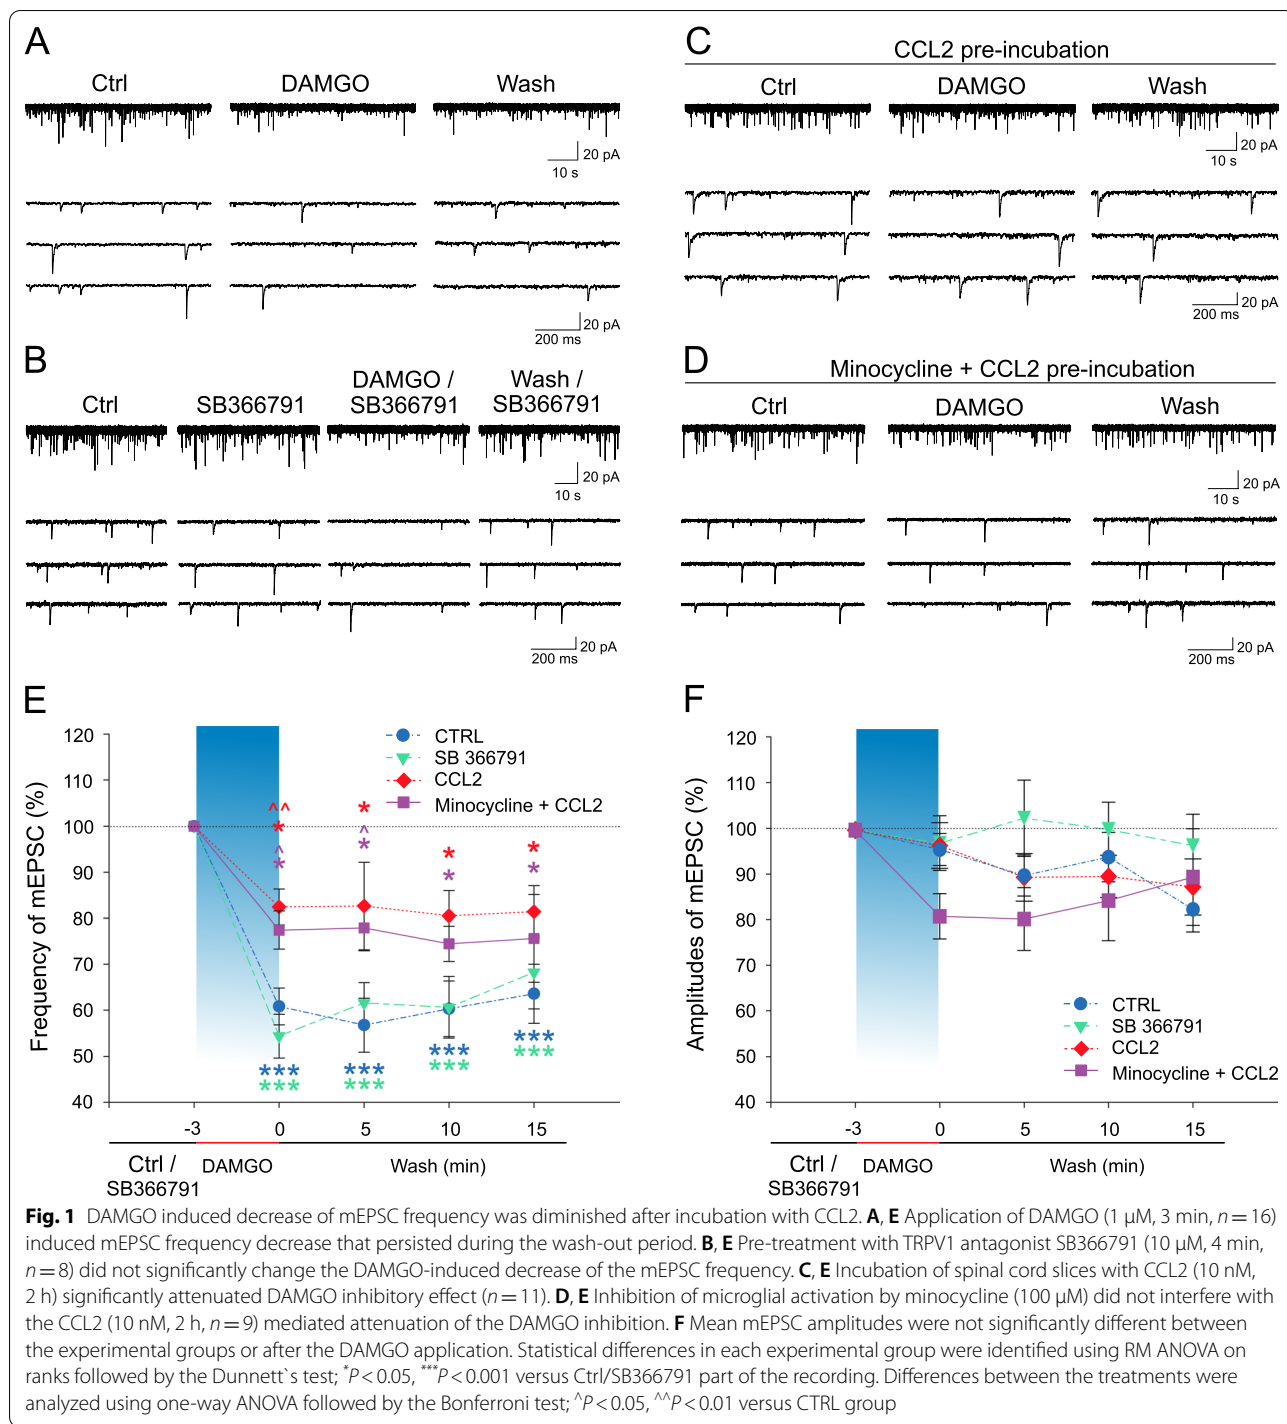 A
Ctrl
DAMGO
Wash
20 pA
10 s
20 pA
200 ms
B
Ctrl
SB366791
DAMGO /
SB366791
Wash /
SB366791
20 pA
10 s
20 pA
200 ms
C
CCL2 pre-incubation
Ctrl
DAMGO
Wash
20 pA
10 s
20 pA
200 ms
D
Minocycline + CCL2 pre-incubation
Ctrl
DAMGO
Wash
20 pA
10 s
20 pA
200 ms
E
Frequency of mEPSC (%)
120
110
100
90
80
70
60
50
40
CTRL
SB 366791
CCL2
Minocycline + CCL2
^^
*
^
*
*
^
*
*
*
*
*
***
***
***
***
***
***
***
***
-3 0 5 10 15
Ctrl /
SB366791
DAMGO
Wash (min)
F
Amplitudes of mEPSC (%)
120
110
100
90
80
70
60
50
40
CTRL
SB 366791
CCL2
Minocycline + CCL2
-3 0 5 10 15
Ctrl /
SB366791
DAMGO
Wash (min)
Fig. 1 DAMGO induced decrease of mEPSC frequency was diminished after incubation with CCL2. A, E Application of DAMGO (1 µM, 3 min, n = 16)
induced mEPSC frequency decrease that persisted during the wash-out period. B, E Pre-treatment with TRPV1 antagonist SB366791 (10 µM, 4 min,
n = 8) did not significantly change the DAMGO-induced decrease of the mEPSC frequency. C, E Incubation of spinal cord slices with CCL2 (10 nM,
2 h) significantly attenuated DAMGO inhibitory effect (n = 11). D, E Inhibition of microglial activation by minocycline (100 µM) did not interfere with
the CCL2 (10 nM, 2 h, n = 9) mediated attenuation of the DAMGO inhibition. F Mean mEPSC amplitudes were not significantly different between
the experimental groups or after the DAMGO application. Statistical differences in each experimental group were identified using RM ANOVA on
ranks followed by the Dunnett`s test; *P < 0.05, ***P < 0.001 versus Ctrl/SB366791 part of the recording. Differences between the treatments were
analyzed using one-way ANOVA followed by the Bonferroni test; ^P < 0.05, ^^P < 0.01 versus CTRL group